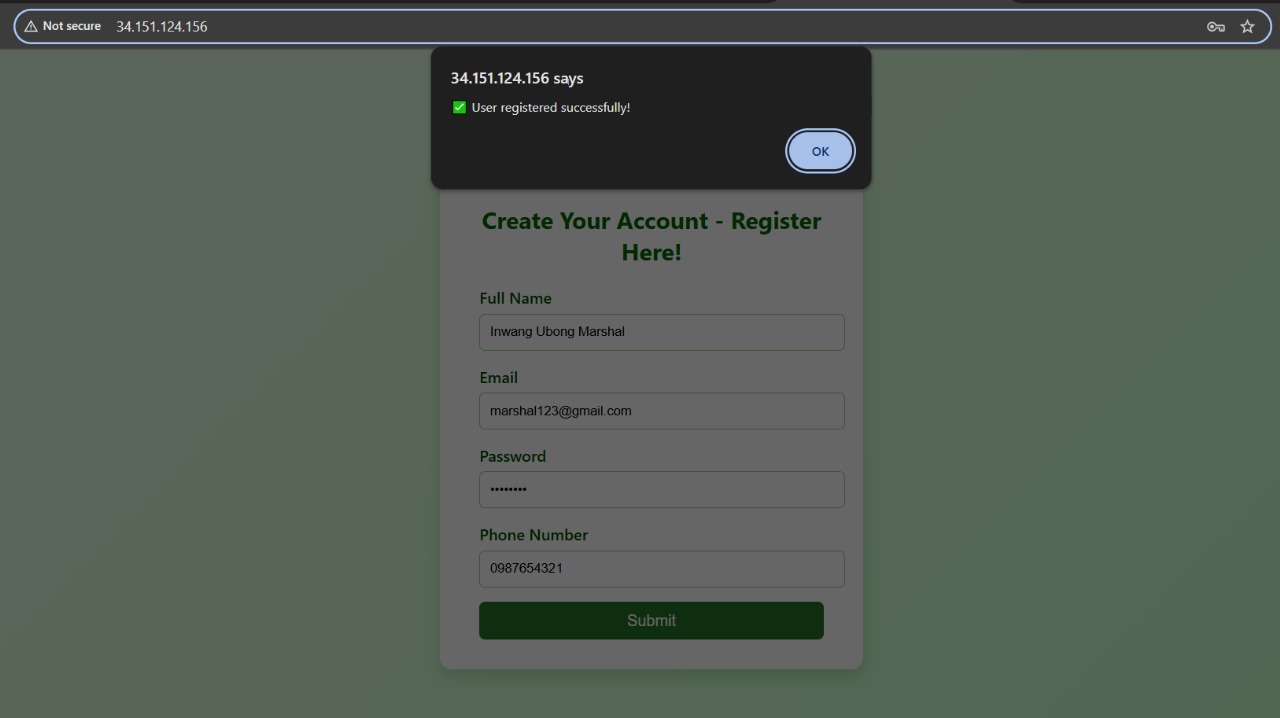 Not secure 34.151.124.156
34.151.124.156 says
✅ User registered successfully!
OK
Create Your Account - Register
Here!
Full Name
Inwang Ubong Marshal
Email
marshal123@gmail.com
Password
••••••••
Phone Number
0987654321
Submit